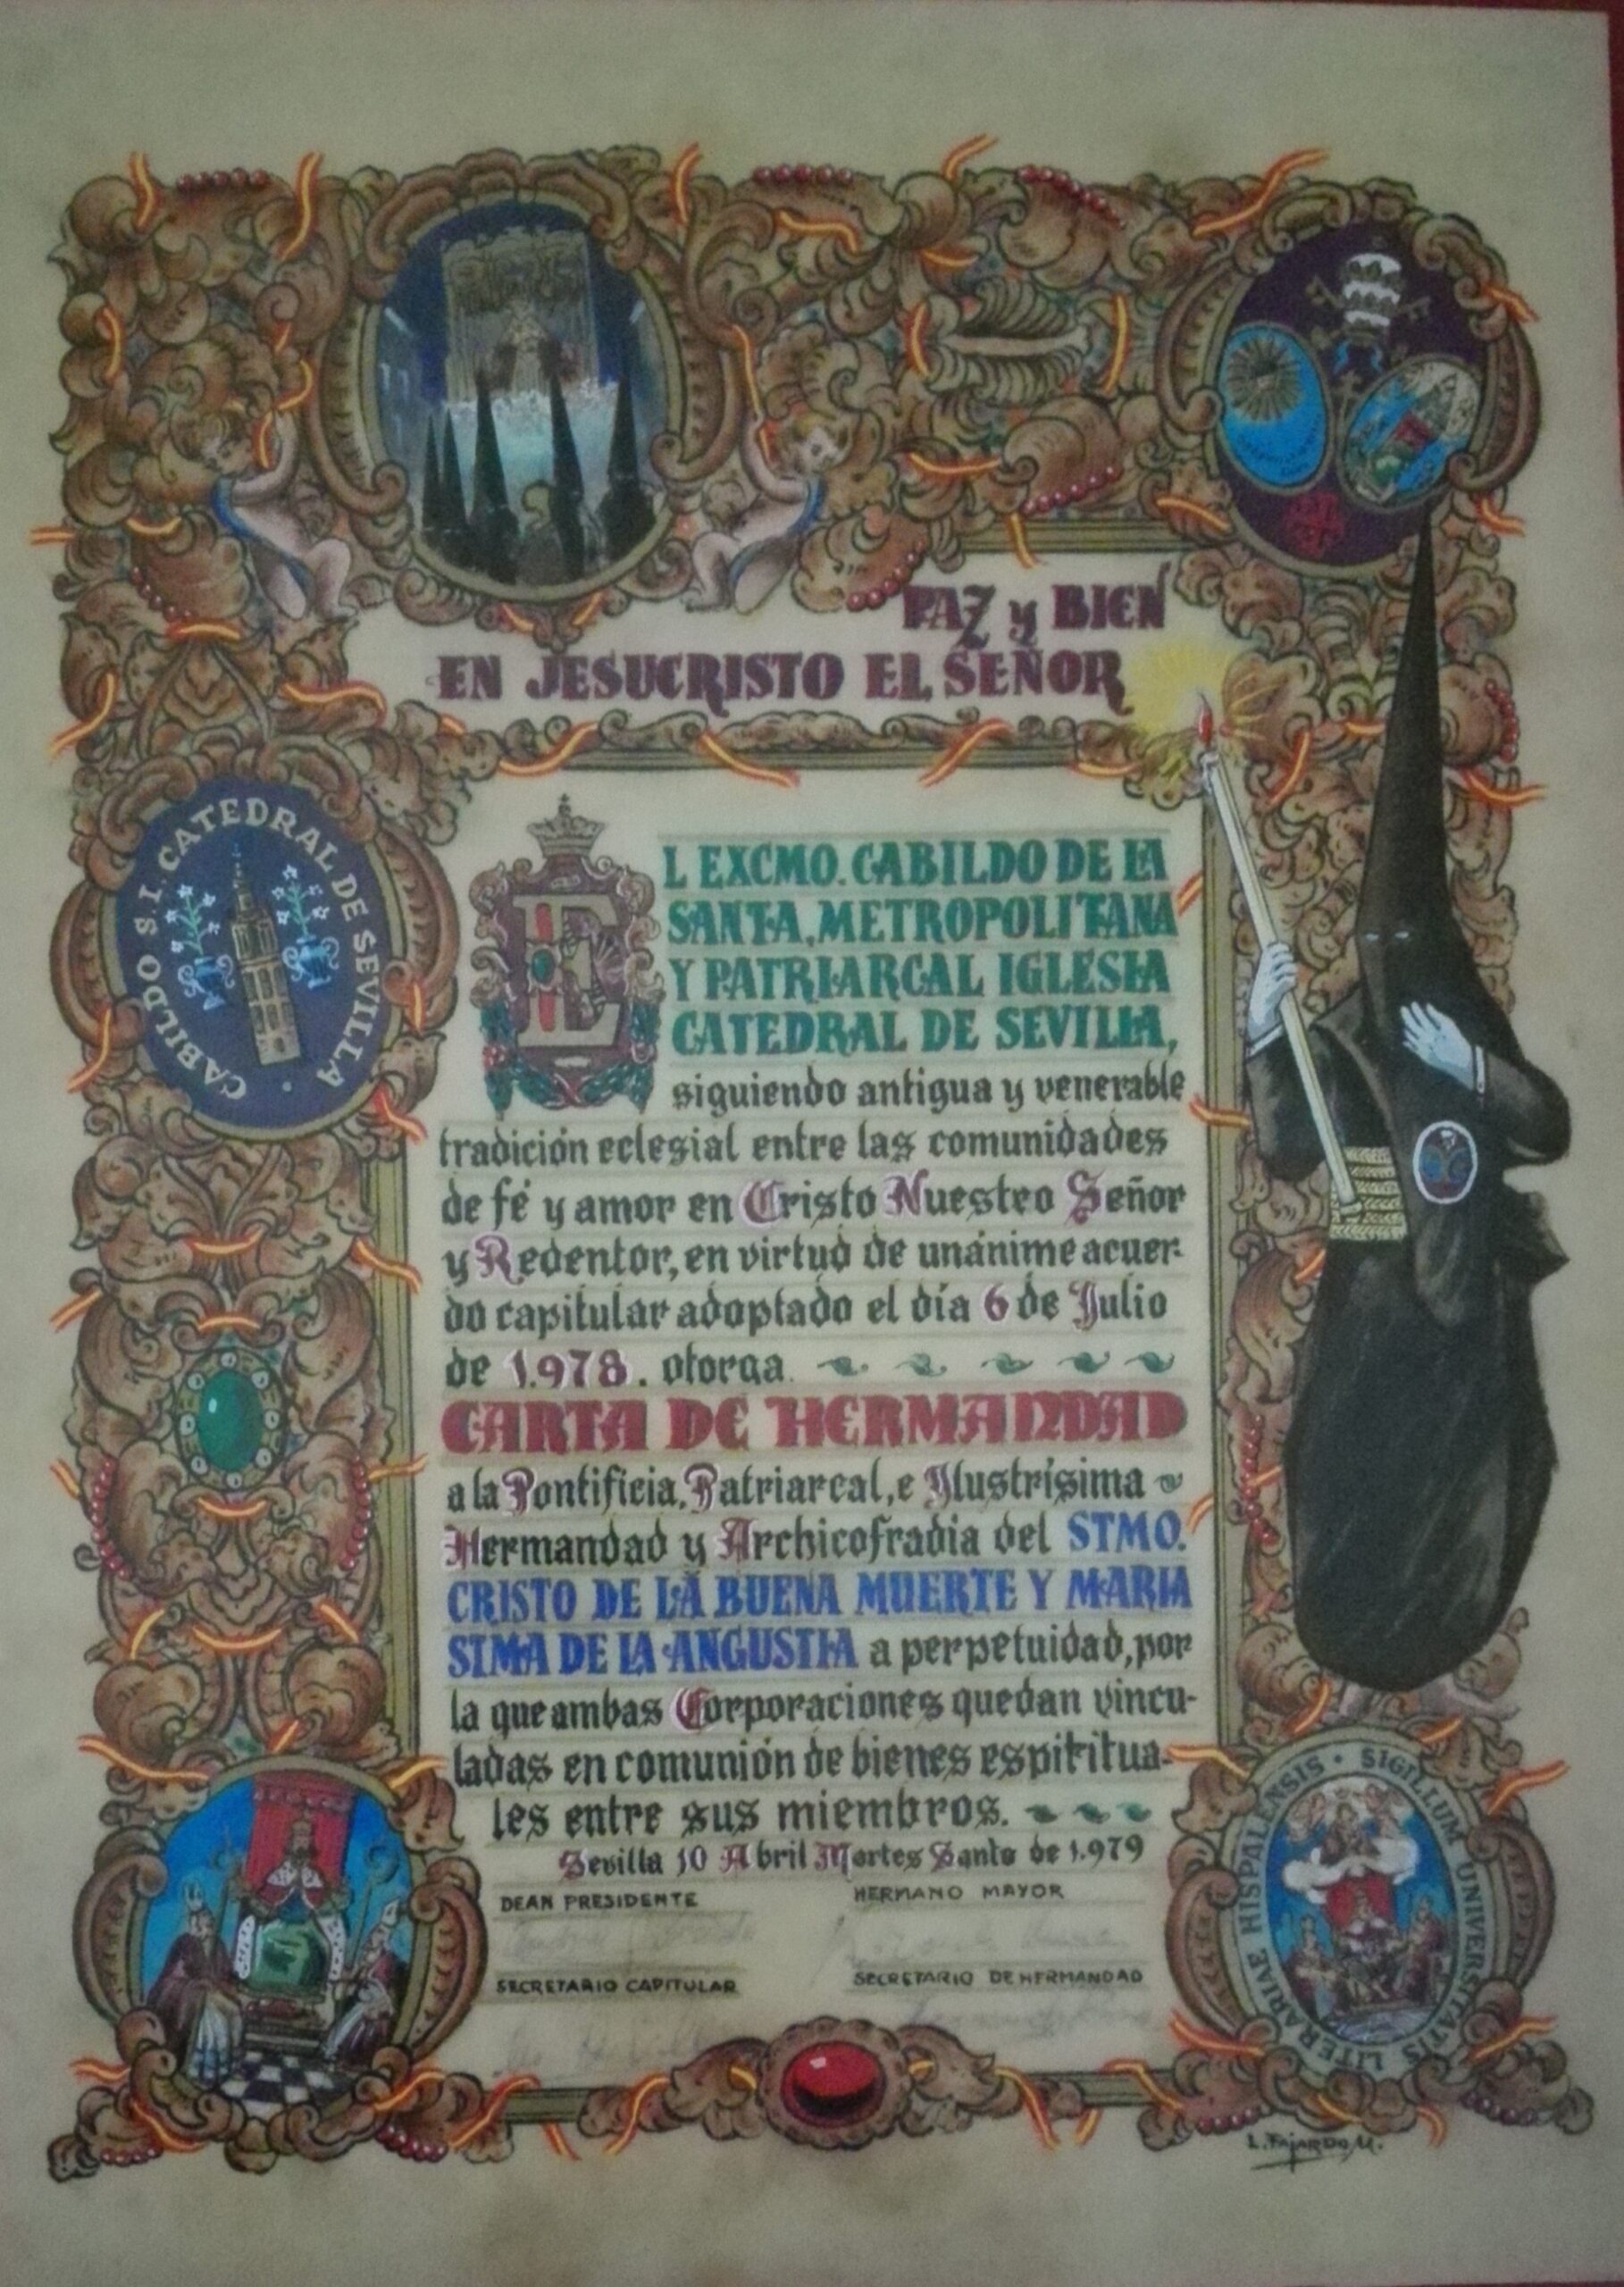 PAZ y BIEN
EN JESUCRISTO EL SEÑOR
CABILDO S.I. CATEDRAL DE SEVILLA
EL EXCMO. CABILDO DE LA
SANTA, METROPOLITANA
Y PATRIARCAL IGLESIA
CATEDRAL DE SEVILLA,
siguiendo antigua y venerable
tradición eclesial entre las comunidades
de fé y amor en Cristo Nuestro Señor
y Redentor, en virtud de unánime acuer-
do capitular adoptado el día 6 de Julio
de 1.978. otorga
CARTA DE HERMANDAD
a la Pontificia, Patriarcal, e Ilustrísima
Hermandad y Archicofradia del STMO.
CRISTO DE LA BUENA MUERTE Y MARIA
SIMA DE LA ANGUSTIA a perpetuidad, por
la que ambas Corporaciones quedan vincu-
ladas en comunión de bienes espititua-
les entre sus miembros.
Sevilla 10 Abril Martes Santo de 1.979
DEAN PRESIDENTE HERMANO MAYOR
SECRETARIO CAPITULAR SECRETARIO DE HERMANDAD
SIGILLUM UNIVERSITATIS LITERARIAE HISPALENSIS
L. FAJARDO, M.